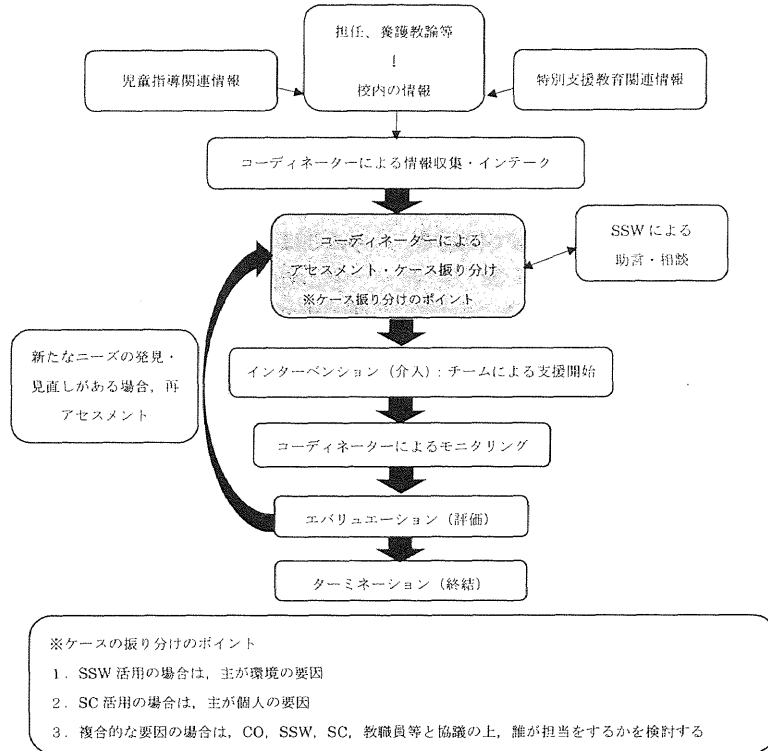 担任、養護教諭等
↓
校内の情報
児童指導関連情報
特別支援教育関連情報
コーディネーターによる情報収集・インテーク
コーディネーターによる
アセスメント・ケース振り分け
※ケース振り分けのポイント
SSW による
助言・相談
新たなニーズの発見・
見直しがある場合，再
アセスメント
インターベンション（介入）：チームによる支援開始
コーディネーターによるモニタリング
エバリュエーション（評価）
ターミネーション（終結）
※ケースの振り分けのポイント
1．SSW 活用の場合は，主が環境の要因
2．SC 活用の場合は，主が個人の要因
3．複合的な要因の場合は，CO，SSW，SC，教職員等と協議の上，誰が担当をするかを検討する